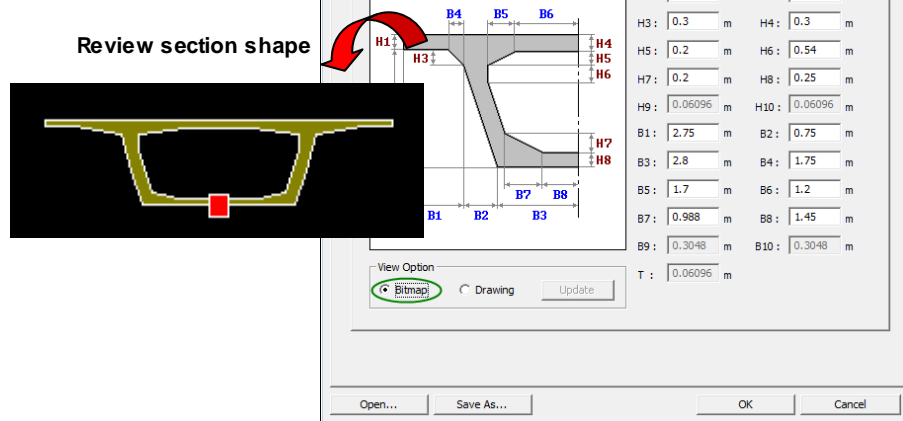 B4 B5 B6
H1
H3
H4
H5
H6
H7
H8
B7 B8
B1 B2 B3
Review section shape
H3 : 0.3 m H4 : 0.3 m
H5 : 0.2 m H6 : 0.54 m
H7 : 0.2 m H8 : 0.25 m
H9 : 0.06096 m H10 : 0.06096 m
B1 : 2.75 m B2 : 0.75 m
B3 : 2.8 m B4 : 1.75 m
B5 : 1.7 m B6 : 1.2 m
B7 : 0.988 m B8 : 1.45 m
B9 : 0.3048 m B10 : 0.3048 m
T : 0.06096 m
View Option
Bitmap Drawing Update
Open... Save As... OK Cancel